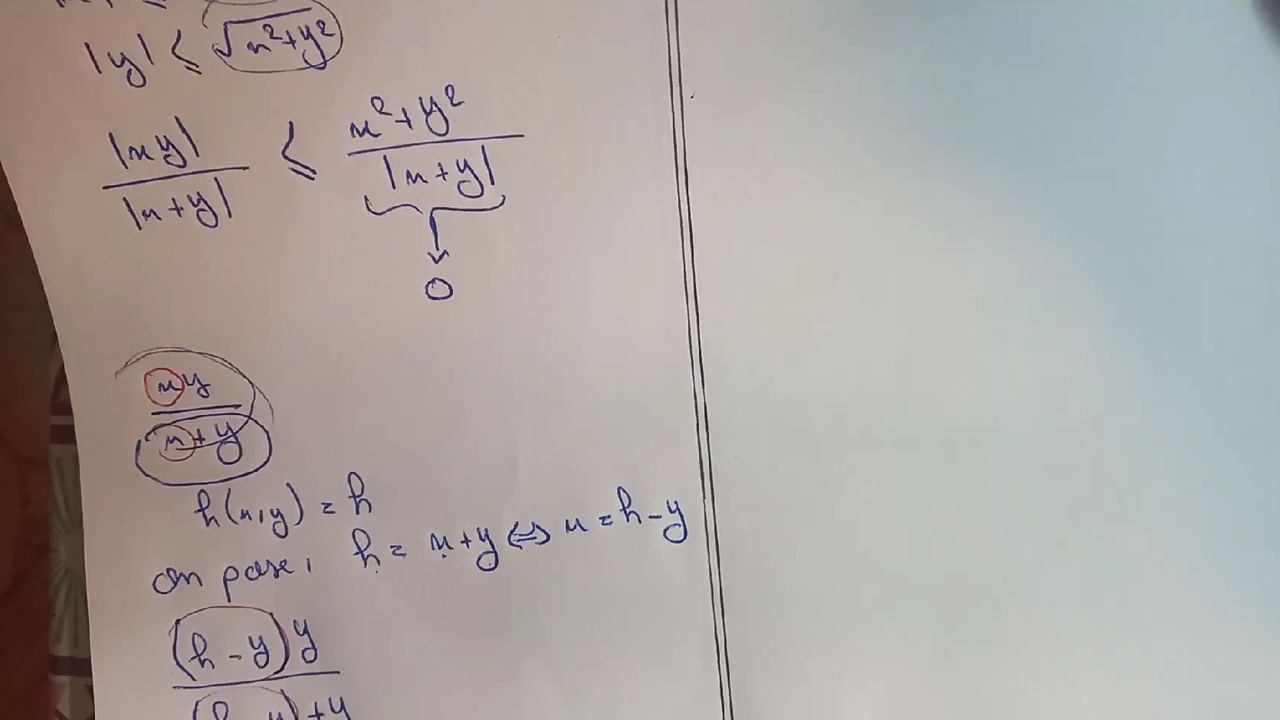 |y| ≤ √x²+y²
|xy| / |x+y| ≤ x²+y² / |x+y|
↓
0
xy / x+y
h(x,y) = h
on pose, h = x+y ⇔ x = h-y
(h-y)y / (h-y)+y